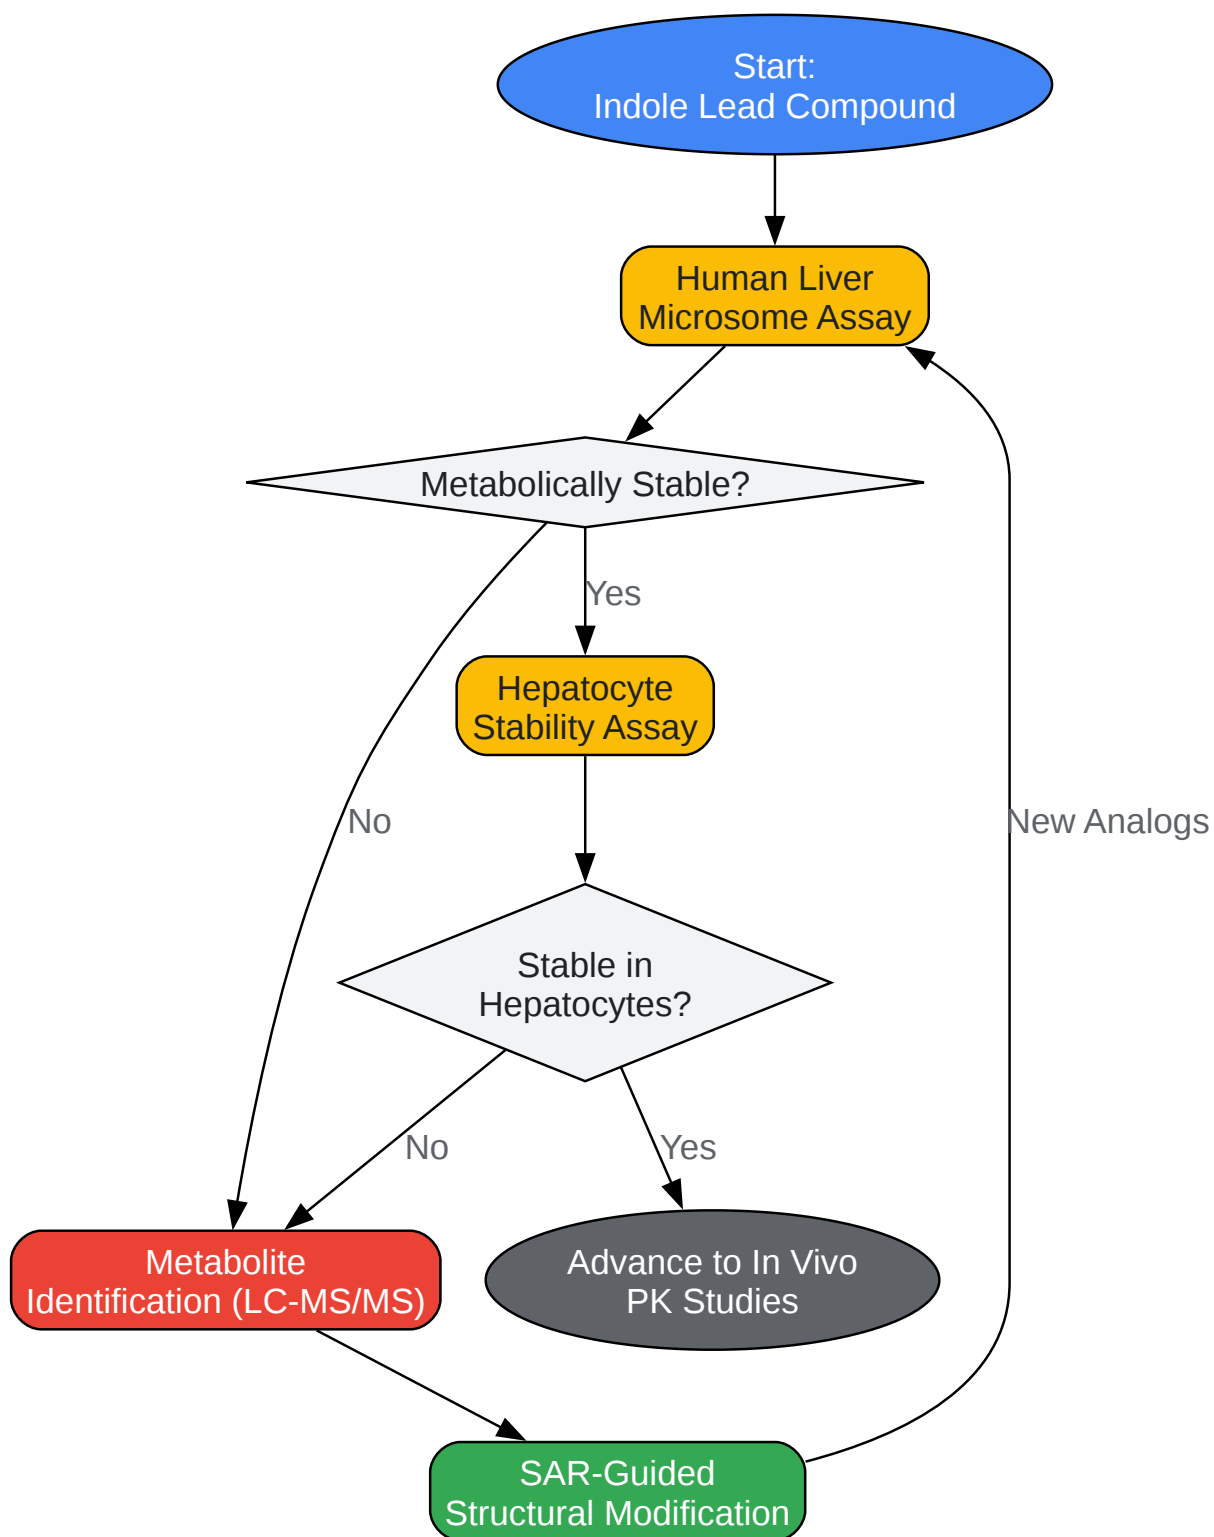 Start:
Indole Lead Compound
Human Liver
Microsome Assay
Metabolically Stable?
Yes
Hepatocyte
Stability Assay
No
New Analogs
Stable in
Hepatocytes?
No
Yes
Metabolite
Identification (LC-MS/MS)
Advance to In Vivo
PK Studies
SAR-Guided
Structural Modification